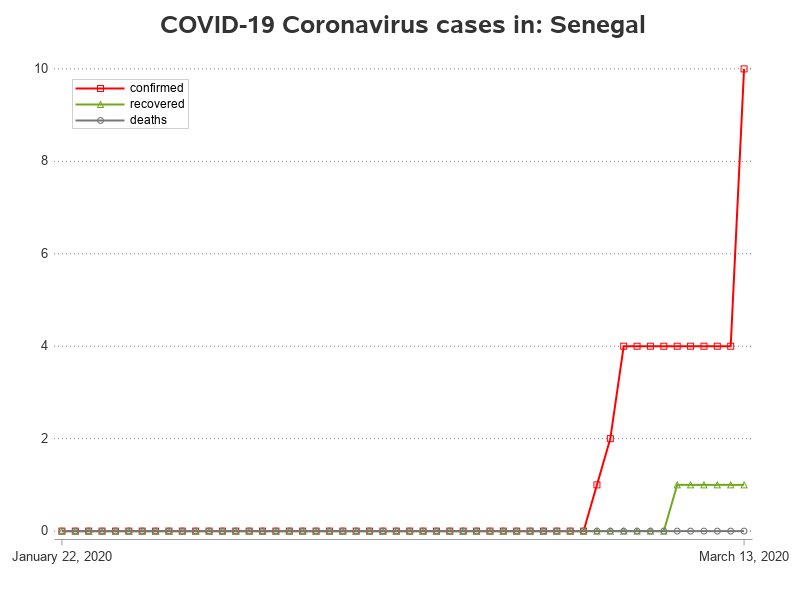 COVID-19 Coronavirus cases in: Senegal
10
confirmed
recovered
deaths
8
6
4
2
0
January 22, 2020
March 13, 2020